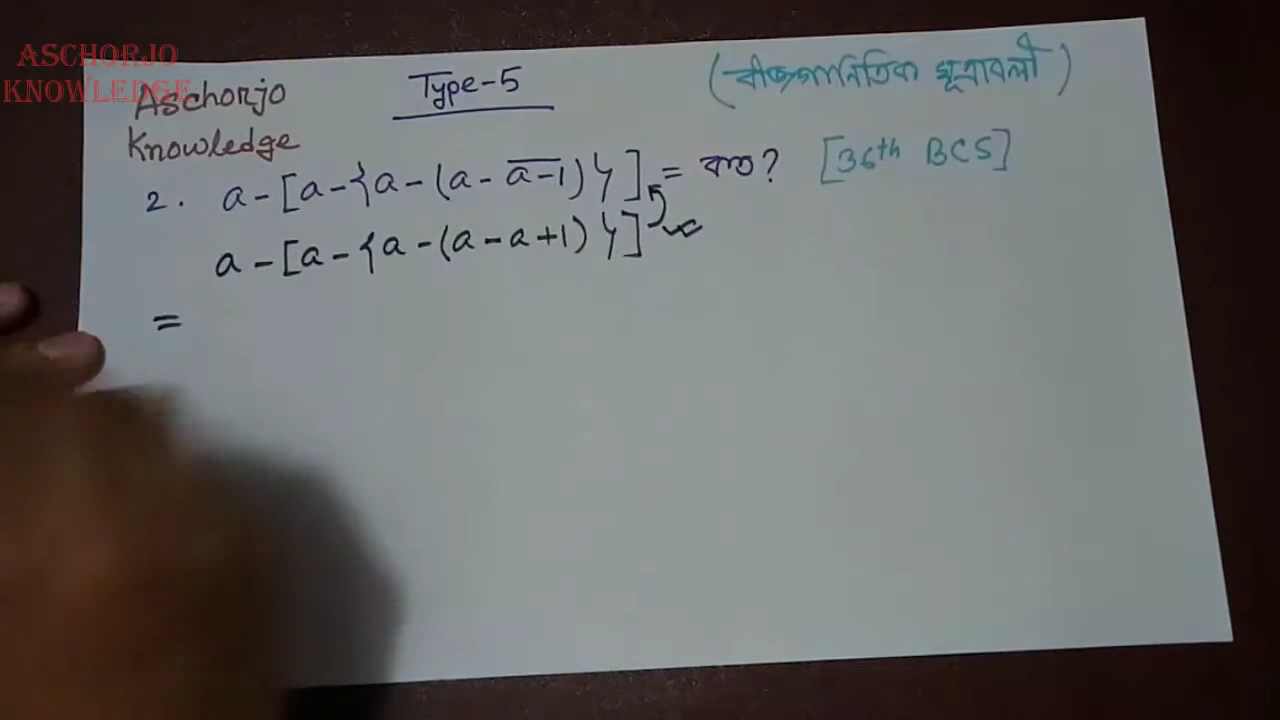 ASCHORJO
KNOWLEDGE
Aschorjo
Knowledge
Type-5
(বীজগানিতিক সূত্রাবলী)
2. a-[a-{a-(a-a̅-̅1̅)}] = কত? [36th BCS]
a-[a-{a-(a-a+1)}]
=